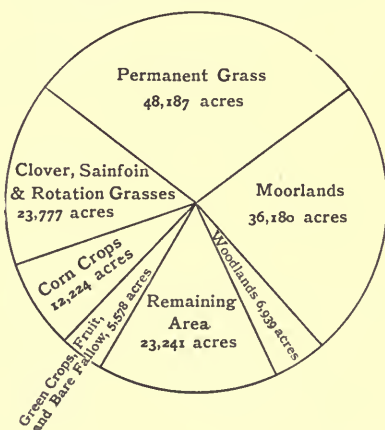 Permanent Grass
48,187 acres
Clover, Sainfoin
& Rotation Grasses
23,777 acres
Moorlands
36,180 acres
Corn Crops
12,224 acres
Green Crops, Fruit,
and Bare Fallow, 5,578 acres
Remaining
Area
23,241 acres
Woodlands 6,939 acres